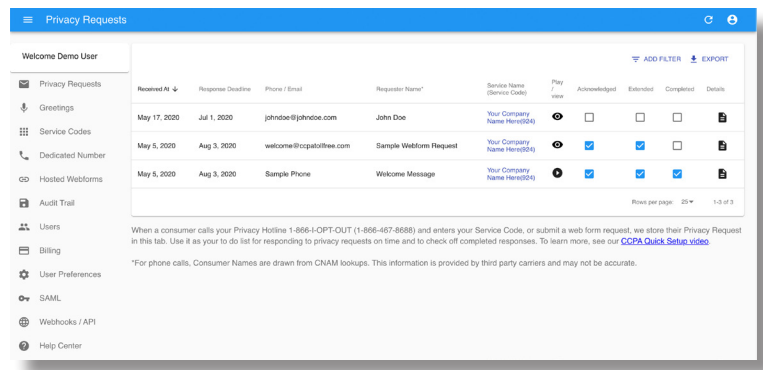 Privacy Requests
Welcome Demo User
Privacy Requests
Greetings
Service Codes
Dedicated Number
Hosted Webforms
Audit Trail
Users
Billing
User Preferences
SAML
Webhooks / API
Help Center
ADD FILTER EXPORT
Received At Response Deadline Phone / Email Requester Name* Service Name (Service Code) Play / view Acknowledged Extended Completed Details
May 17, 2020 Jul 1, 2020 johndoe@johndoe.com John Doe Your Company Name Here(924)
May 5, 2020 Aug 3, 2020 welcome@ccpatollfree.com Sample Webform Request Your Company Name Here(924)
May 5, 2020 Aug 3, 2020 Sample Phone Welcome Message Your Company Name Here(924)
Rows per page: 25 1-3 of 3
When a consumer calls your Privacy Hotline 1-866-I-OPT-OUT (1-866-467-8688) and enters your Service Code, or submit a web form request, we store their Privacy Request
in this tab. Use it as your to do list for responding to privacy requests on time and to check off completed responses. To learn more, see our CCPA Quick Setup video.
*For phone calls, Consumer Names are drawn from CNAM lookups. This information is provided by third party carriers and may not be accurate.